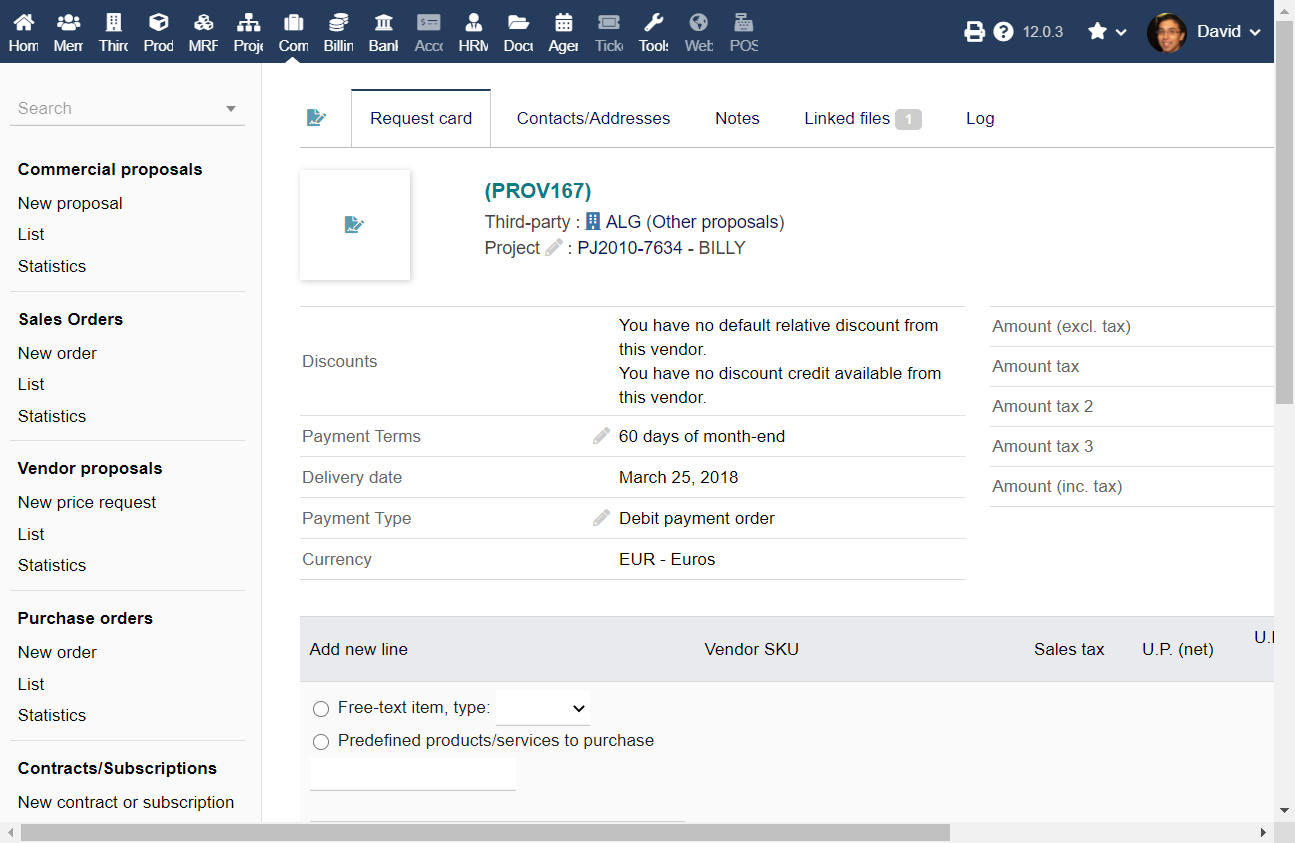 Hom Mem Thirc Prod MRF Proje Com Billin Bank Acco HRM Docu Agen Ticke Tools Web POS 12.0.3 David
Search
Commercial proposals
New proposal
List
Statistics
Sales Orders
New order
List
Statistics
Vendor proposals
New price request
List
Statistics
Purchase orders
New order
List
Statistics
Contracts/Subscriptions
New contract or subscription
Request card Contacts/Addresses Notes Linked files 1 Log
(PROV167)
Third-party : ALG (Other proposals)
Project : PJ2010-7634 - BILLY
Discounts You have no default relative discount from
this vendor.
You have no discount credit available from
this vendor.
Payment Terms 60 days of month-end
Delivery date March 25, 2018
Payment Type Debit payment order
Currency EUR - Euros
Amount (excl. tax)
Amount tax
Amount tax 2
Amount tax 3
Amount (inc. tax)
Add new line Vendor SKU Sales tax U.P. (net)
Free-text item, type:
Predefined products/services to purchase